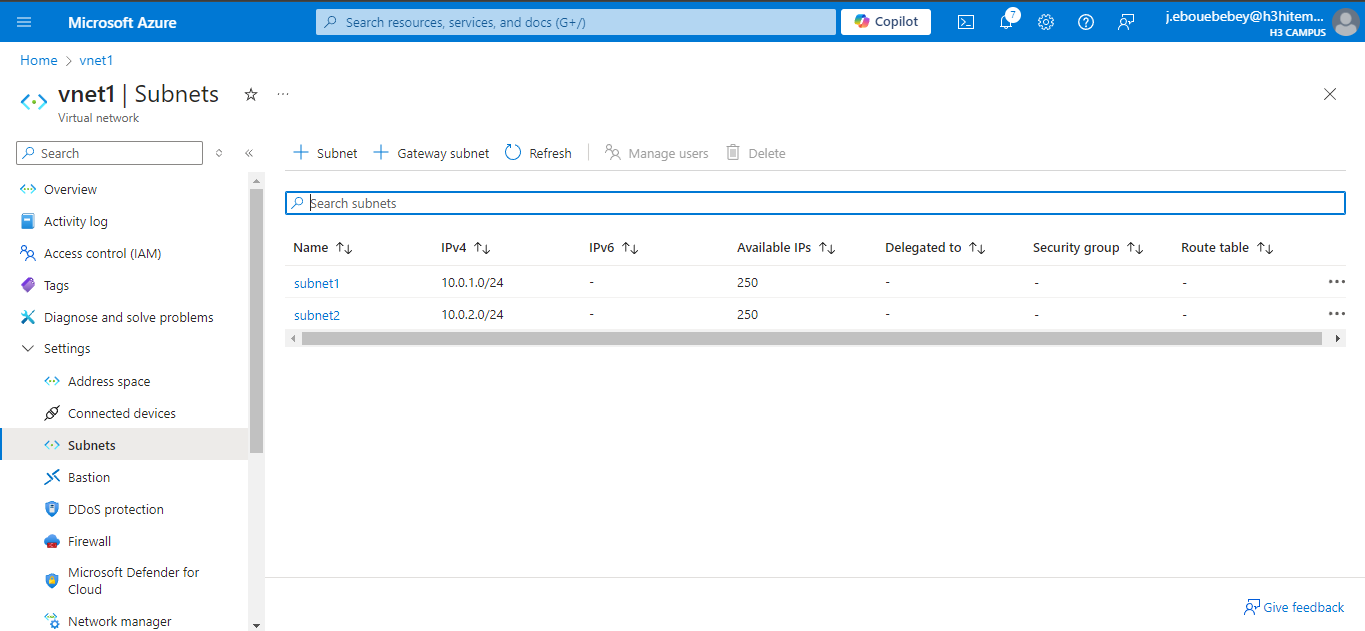 Microsoft Azure
Search resources, services, and docs (G+/)
Copilot
7
j.ebouebebey@h3hitem...
H3 CAMPUS
Home > vnet1
vnet1 | Subnets
Virtual network
Search
Overview
Activity log
Access control (IAM)
Tags
Diagnose and solve problems
Settings
Address space
Connected devices
Subnets
Bastion
DDoS protection
Firewall
Microsoft Defender for
Cloud
Network manager
+ Subnet + Gateway subnet Refresh Manage users Delete
Search subnets
Name IPv4 IPv6 Available IPs Delegated to Security group Route table
subnet1 10.0.1.0/24 - 250 - - -
subnet2 10.0.2.0/24 - 250 - - -
Give feedback